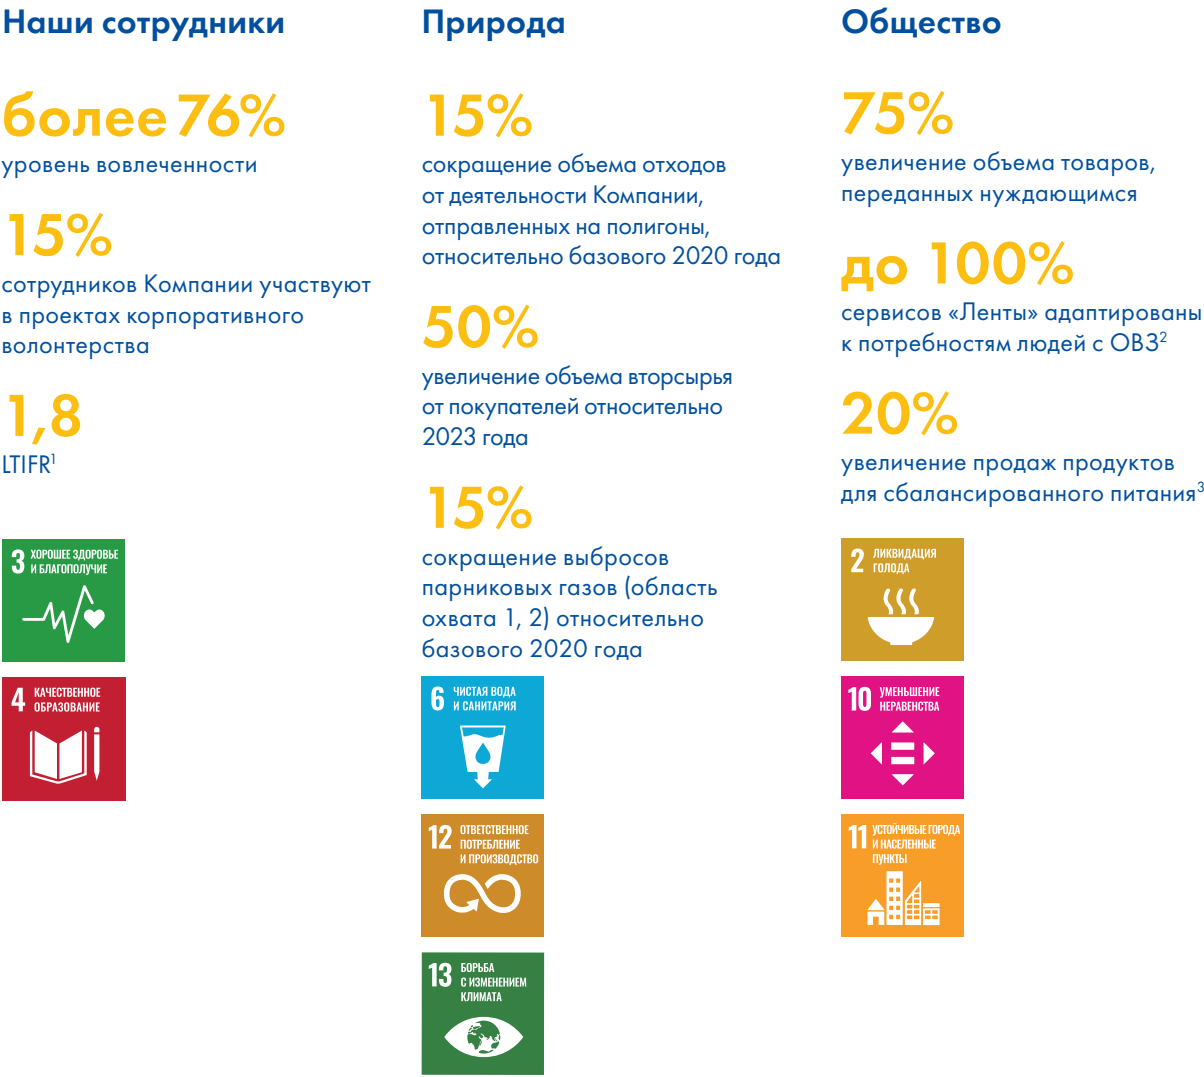 Наши сотрудники
более 76%
уровень вовлеченности
15%
сотрудников Компании участвуют
в проектах корпоративного
волонтерства
1,8
LTIFR¹
3 ХОРОШЕЕ ЗДОРОВЬЕ
И БЛАГОПОЛУЧИЕ
4 КАЧЕСТВЕННОЕ
ОБРАЗОВАНИЕ
Природа
15%
сокращение объема отходов
от деятельности Компании,
отправленных на полигоны,
относительно базового 2020 года
50%
увеличение объема вторсырья
от покупателей относительно
2023 года
15%
сокращение выбросов
парниковых газов (область
охвата 1, 2) относительно
базового 2020 года
6 ЧИСТАЯ ВОДА
И САНИТАРИЯ
12 ОТВЕТСТВЕННОЕ
ПОТРЕБЛЕНИЕ
И ПРОИЗВОДСТВО
13 БОРЬБА
С ИЗМЕНЕНИЕМ
КЛИМАТА
Общество
75%
увеличение объема товаров,
переданных нуждающимся
до 100%
сервисов «Ленты» адаптированы
к потребностям людей с ОВЗ²
20%
увеличение продаж продуктов
для сбалансированного питания³
2 ЛИКВИДАЦИЯ
ГОЛОДА
10 УМЕНЬШЕНИЕ
НЕРАВЕНСТВА
11 УСТОЙЧИВЫЕ ГОРОДА
И НАСЕЛЕННЫЕ
ПУНКТЫ